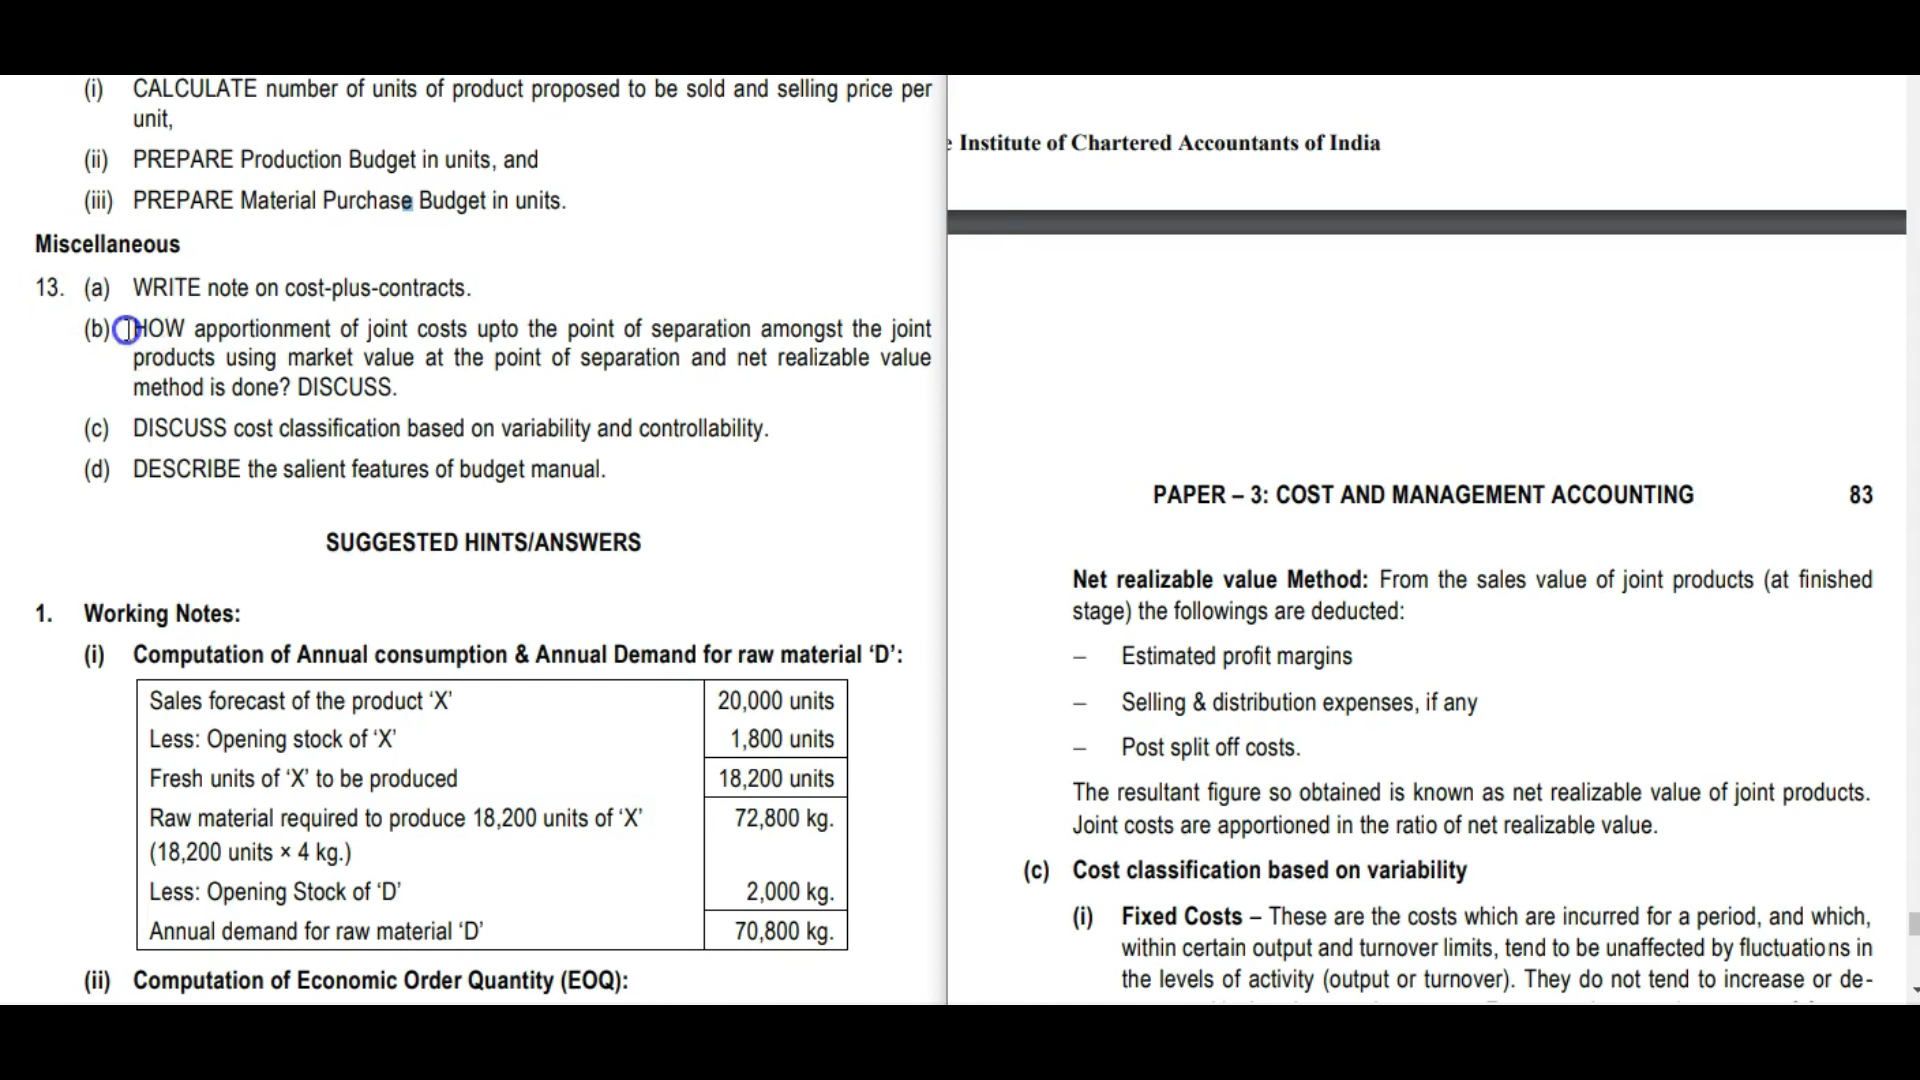 (i) CALCULATE number of units of product proposed to be sold and selling price per
unit,
(ii) PREPARE Production Budget in units, and
(iii) PREPARE Material Purchase Budget in units.
Miscellaneous
13. (a) WRITE note on cost-plus-contracts.
(b) HOW apportionment of joint costs upto the point of separation amongst the joint
products using market value at the point of separation and net realizable value
method is done? DISCUSS.
(c) DISCUSS cost classification based on variability and controllability.
(d) DESCRIBE the salient features of budget manual.
SUGGESTED HINTS/ANSWERS
1. Working Notes:
(i) Computation of Annual consumption & Annual Demand for raw material ‘D’:
Sales forecast of the product ‘X’ 20,000 units
Less: Opening stock of ‘X’ 1,800 units
Fresh units of ‘X’ to be produced 18,200 units
Raw material required to produce 18,200 units of ‘X’ 72,800 kg.
(18,200 units × 4 kg.)
Less: Opening Stock of ‘D’ 2,000 kg.
Annual demand for raw material ‘D’ 70,800 kg.
(ii) Computation of Economic Order Quantity (EOQ):
Institute of Chartered Accountants of India
PAPER – 3: COST AND MANAGEMENT ACCOUNTING 83
Net realizable value Method: From the sales value of joint products (at finished
stage) the followings are deducted:
– Estimated profit margins
– Selling & distribution expenses, if any
– Post split off costs.
The resultant figure so obtained is known as net realizable value of joint products.
Joint costs are apportioned in the ratio of net realizable value.
(c) Cost classification based on variability
(i) Fixed Costs – These are the costs which are incurred for a period, and which,
within certain output and turnover limits, tend to be unaffected by fluctuations in
the levels of activity (output or turnover). They do not tend to increase or de-